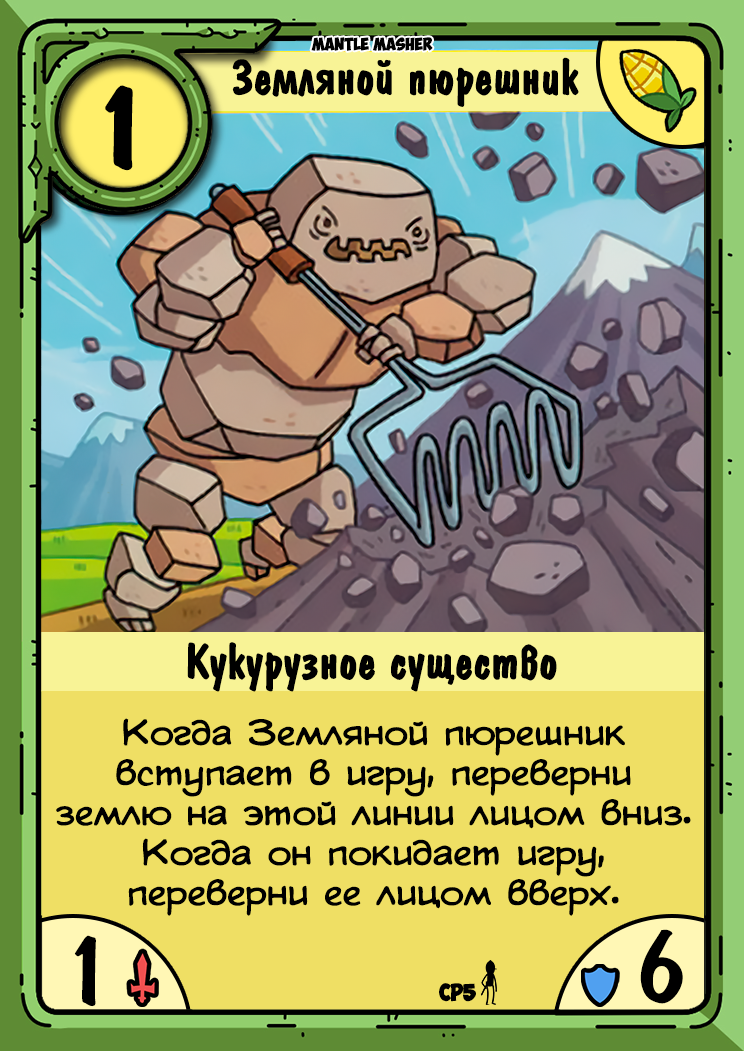 MANTLE MASHER
1
Земляной пюрешник
Кукурузное существо
Когда Земляной пюрешник
вступает в игру, переверни
землю на этой линии лицом вниз.
Когда он покидает игру,
переверни ее лицом вверх.
1
CP5
6